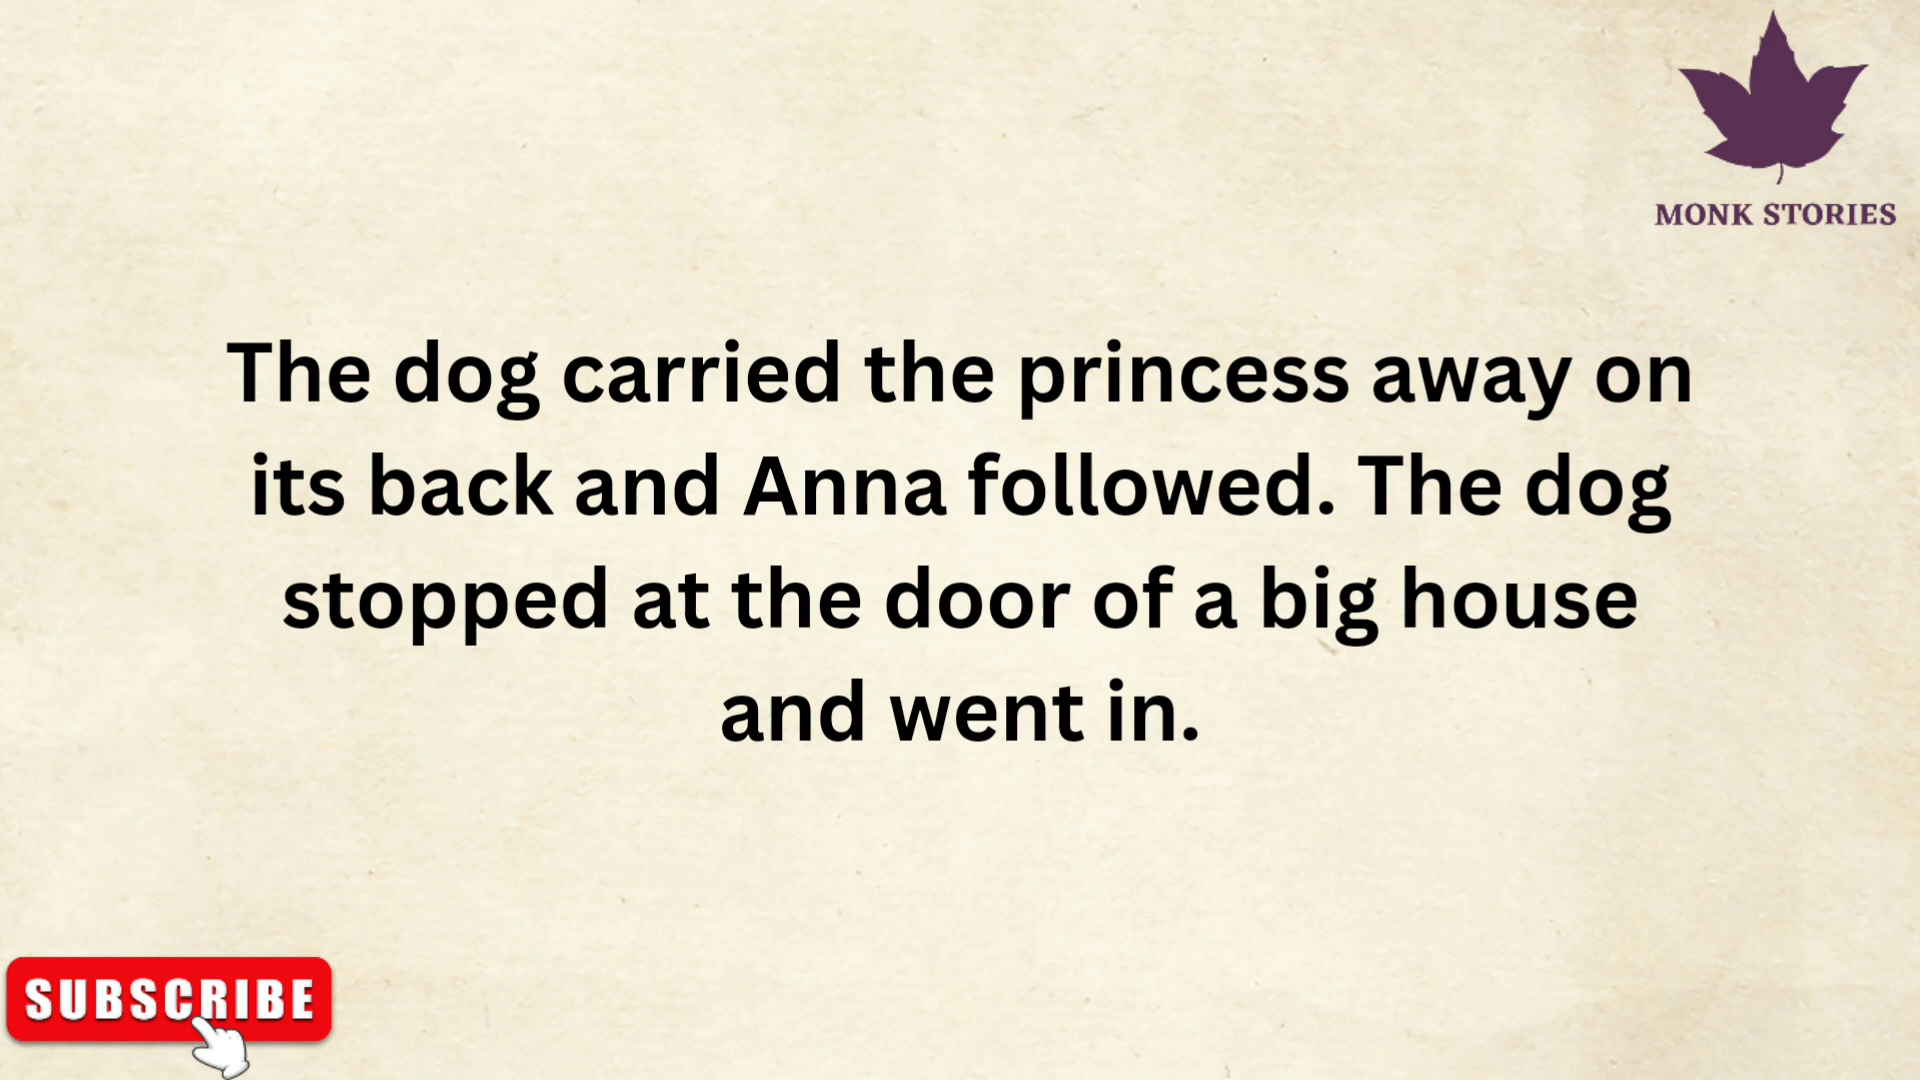 MONK STORIES
The dog carried the princess away on
its back and Anna followed. The dog
stopped at the door of a big house
and went in.
SUBSCRIBE